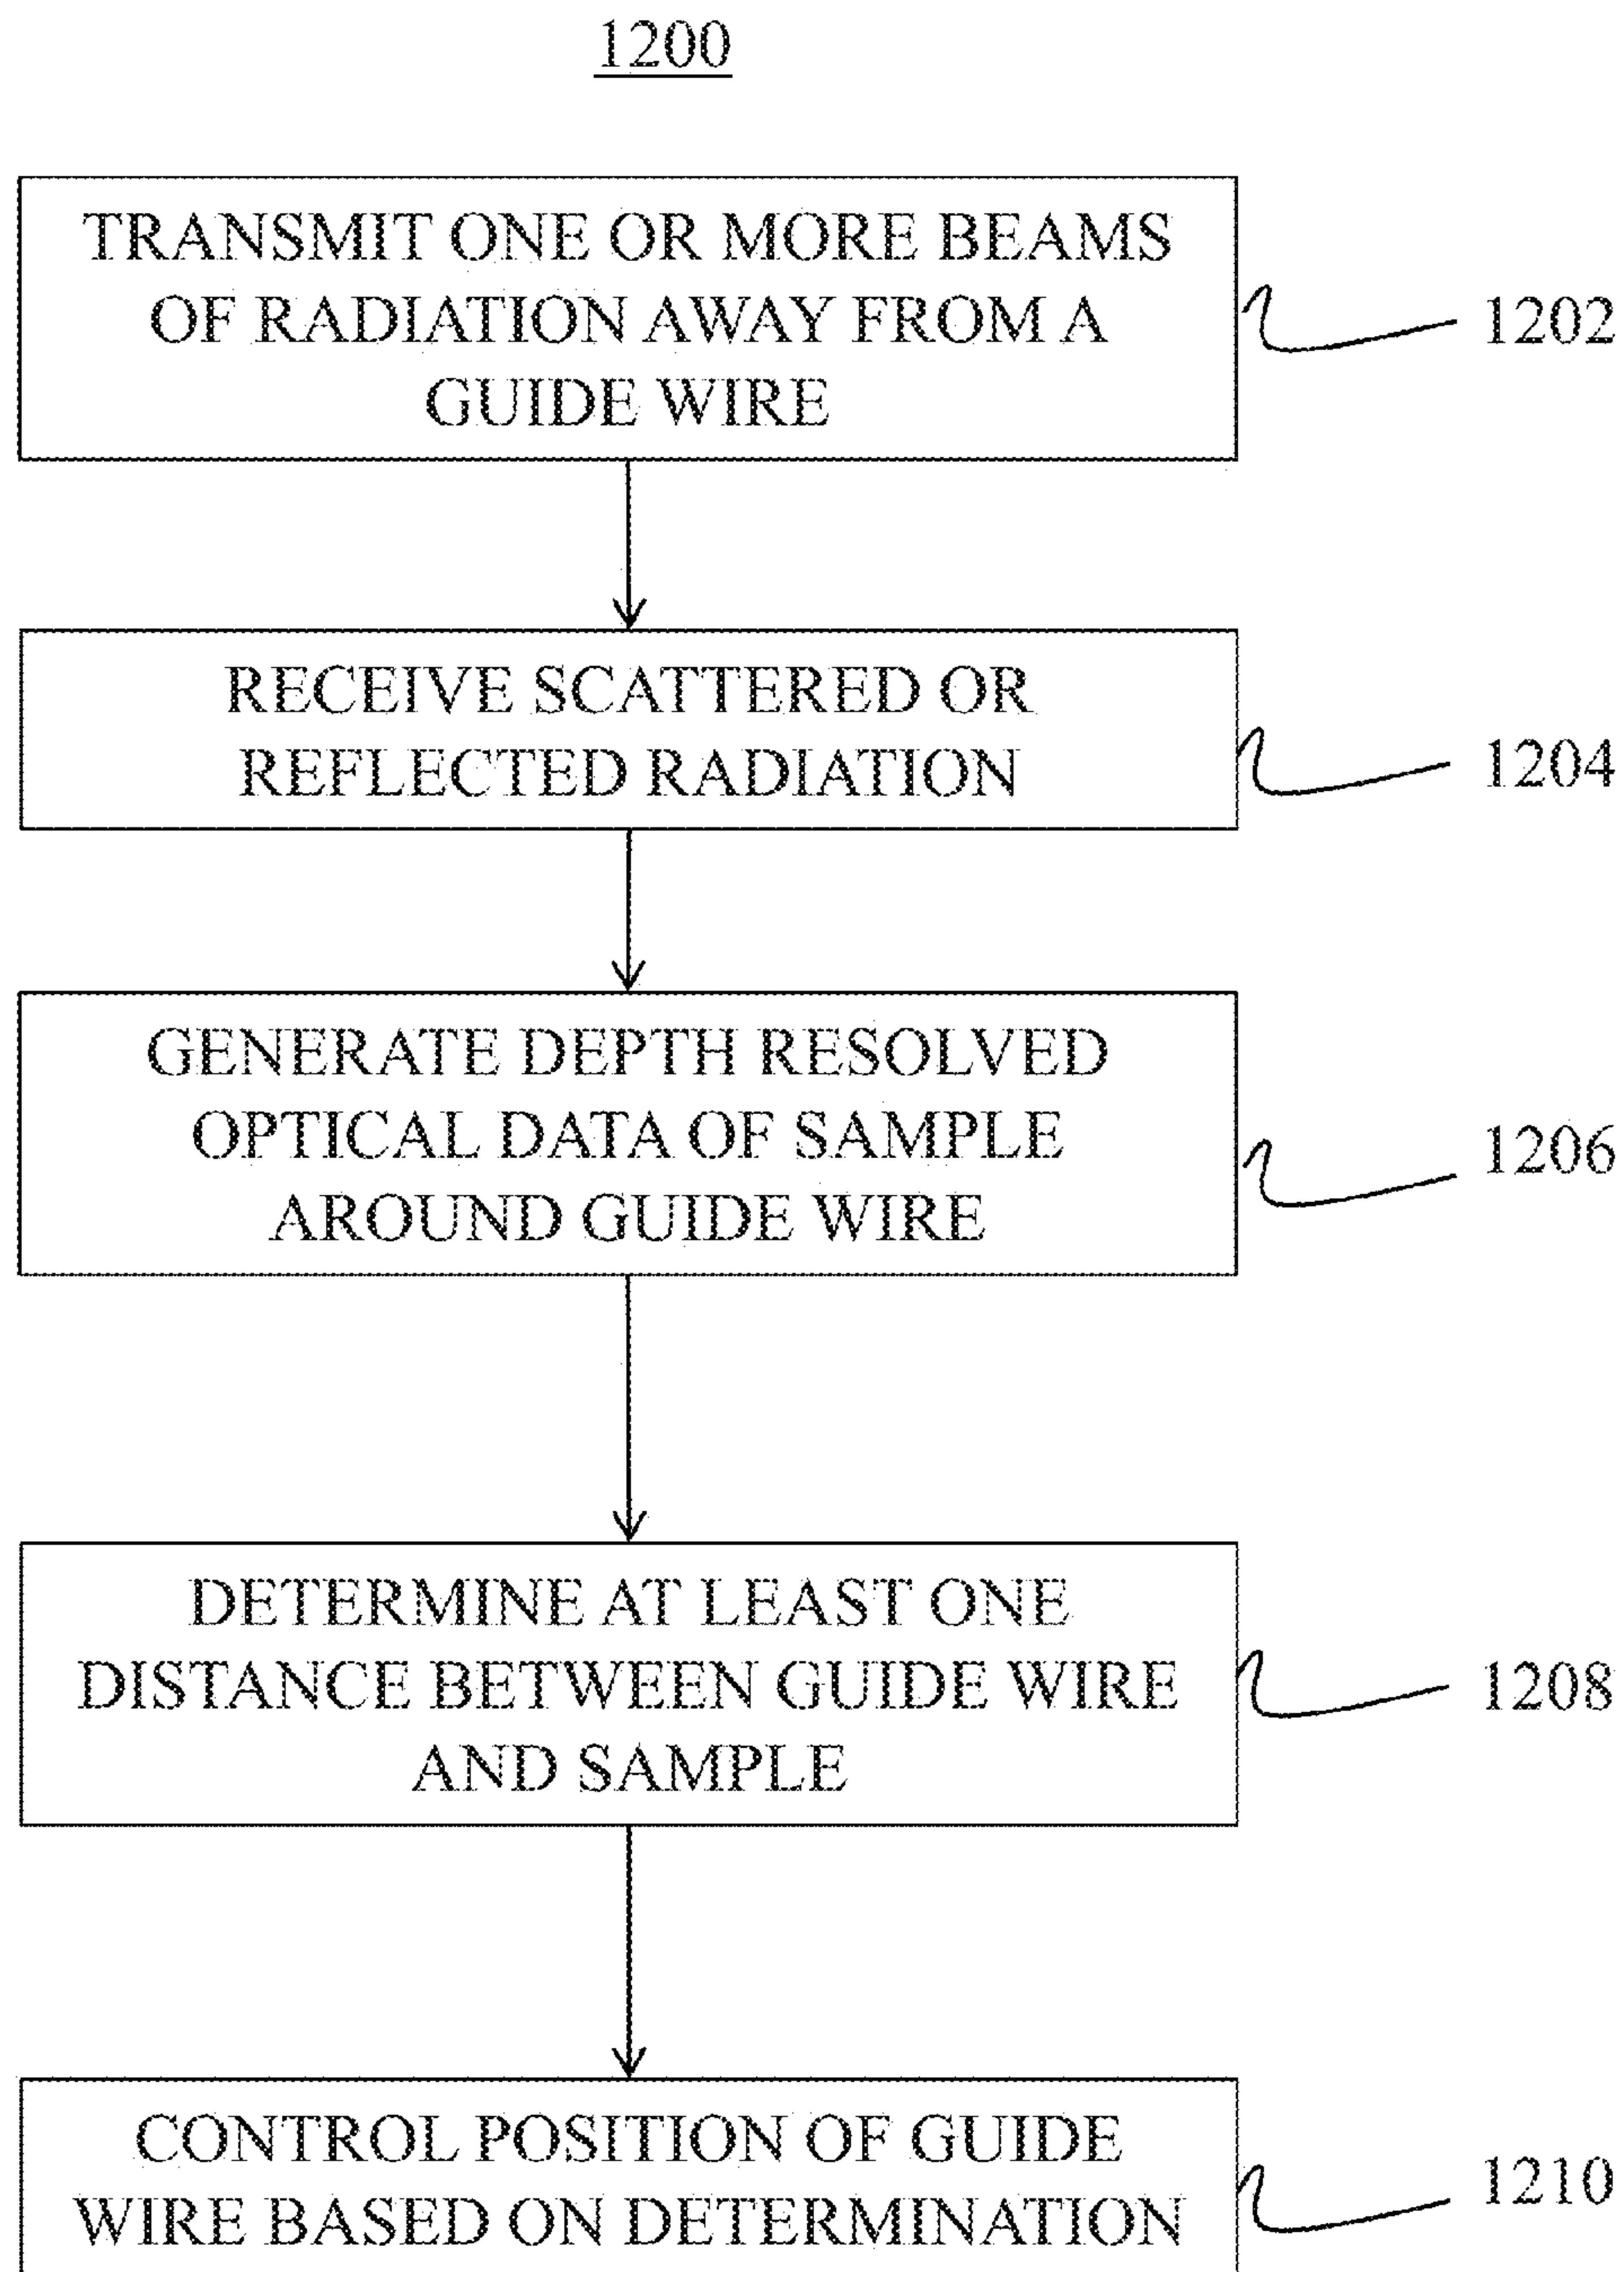 1200
TRANSMIT ONE OR MORE BEAMS
OF RADIATION AWAY FROM A
GUIDE WIRE
1202
RECEIVE SCATTERED OR
REFLECTED RADIATION
1204
GENERATE DEPTH RESOLVED
OPTICAL DATA OF SAMPLE
AROUND GUIDE WIRE
1206
DETERMINE AT LEAST ONE
DISTANCE BETWEEN GUIDE WIRE
AND SAMPLE
1208
CONTROL POSITION OF GUIDE
WIRE BASED ON DETERMINATION
1210